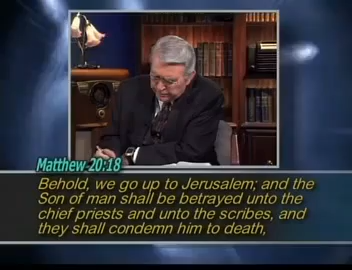 Matthew 20:18
Behold, we go up to Jerusalem; and the
Son of man shall be betrayed unto the
chief priests and unto the scribes, and
they shall condemn him to death,